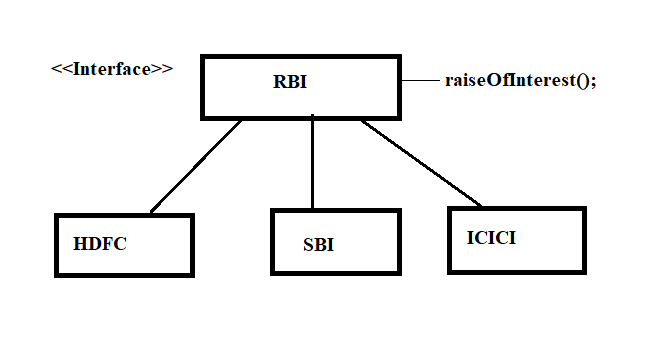 <<Interface>>
RBI
raiseOfInterest();
HDFC
SBI
ICICI